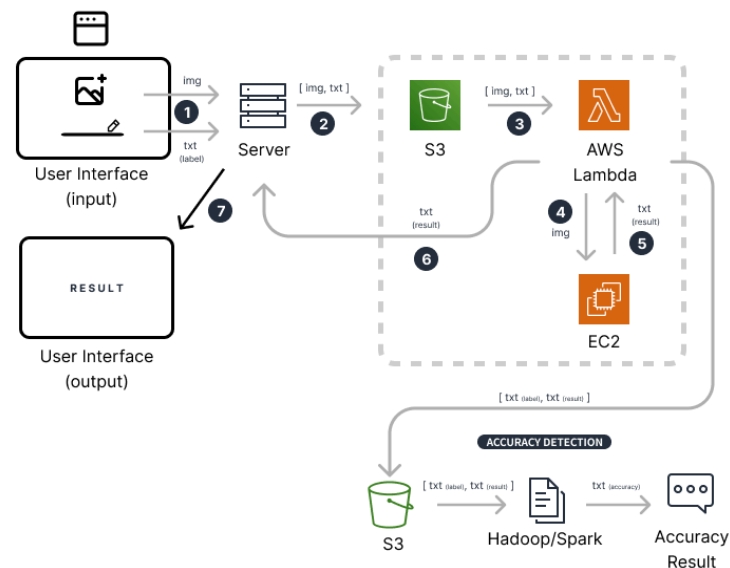 img
1
txt
(label)
User Interface
(input)
Server
[ img, txt ]
2
S3
[ img, txt ]
3
AWS
Lambda
7
txt
(result)
6
4
img
txt
(result)
5
EC2
RESULT
User Interface
(output)
[ txt (label), txt (result) ]
ACCURACY DETECTION
S3
[ txt (label), txt (result) ]
Hadoop/Spark
txt (accuracy)
Accuracy
Result